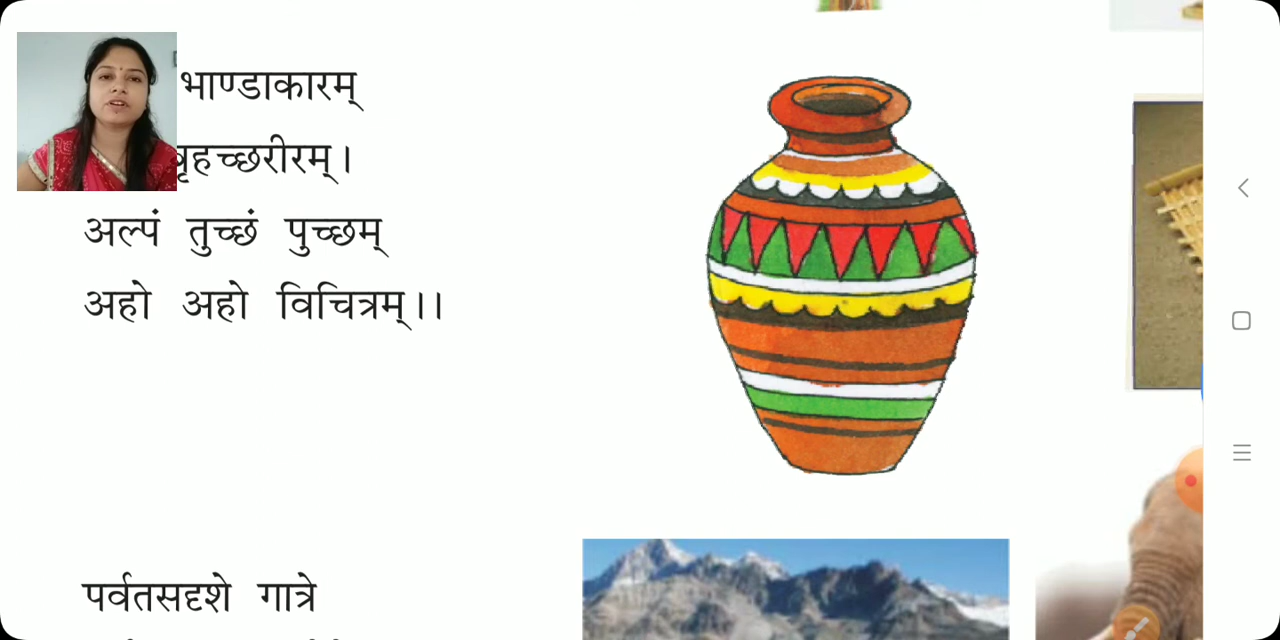 भाण्डाकारम्
बृहच्छरीरम्।
अल्पं तुच्छं पुच्छम्
अहो अहो विचित्रम्।।
पर्वतसदृशे गात्रे